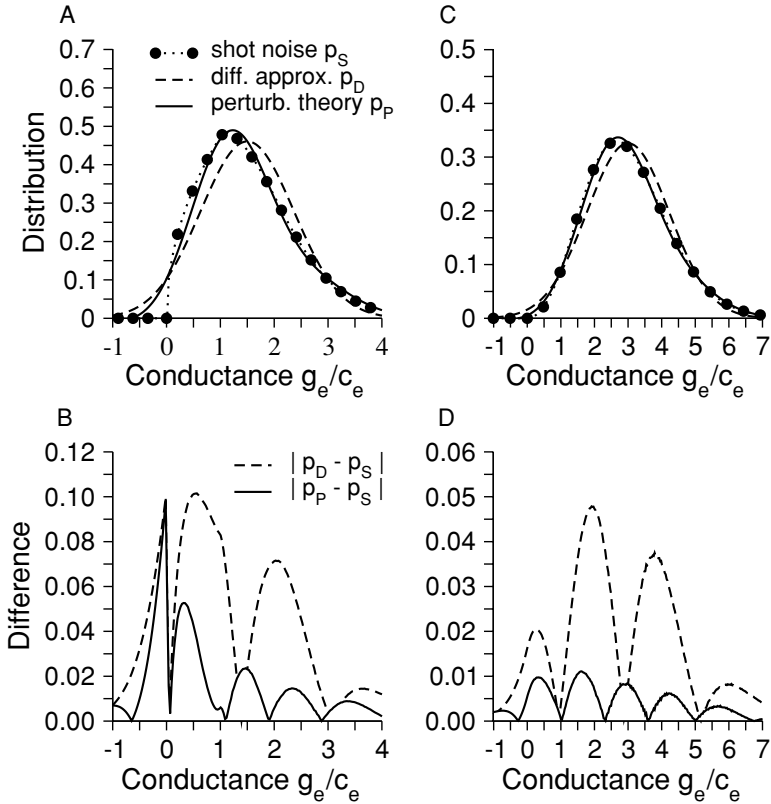 A
0.7
0.6
0.5
0.4
0.3
0.2
0.1
0
Distribution
shot noise p_S
diff. approx. p_D
perturb. theory p_P
-1 0 1 2 3 4
Conductance g_e/c_e
C
0.5
0.4
0.3
0.2
0.1
0
-1 0 1 2 3 4 5 6 7
Conductance g_e/c_e
B
0.12
0.10
0.08
0.06
0.04
0.02
0.00
Difference
| p_D - p_S |
| p_P - p_S |
-1 0 1 2 3 4
Conductance g_e/c_e
D
0.06
0.05
0.04
0.03
0.02
0.01
0.00
-1 0 1 2 3 4 5 6 7
Conductance g_e/c_e